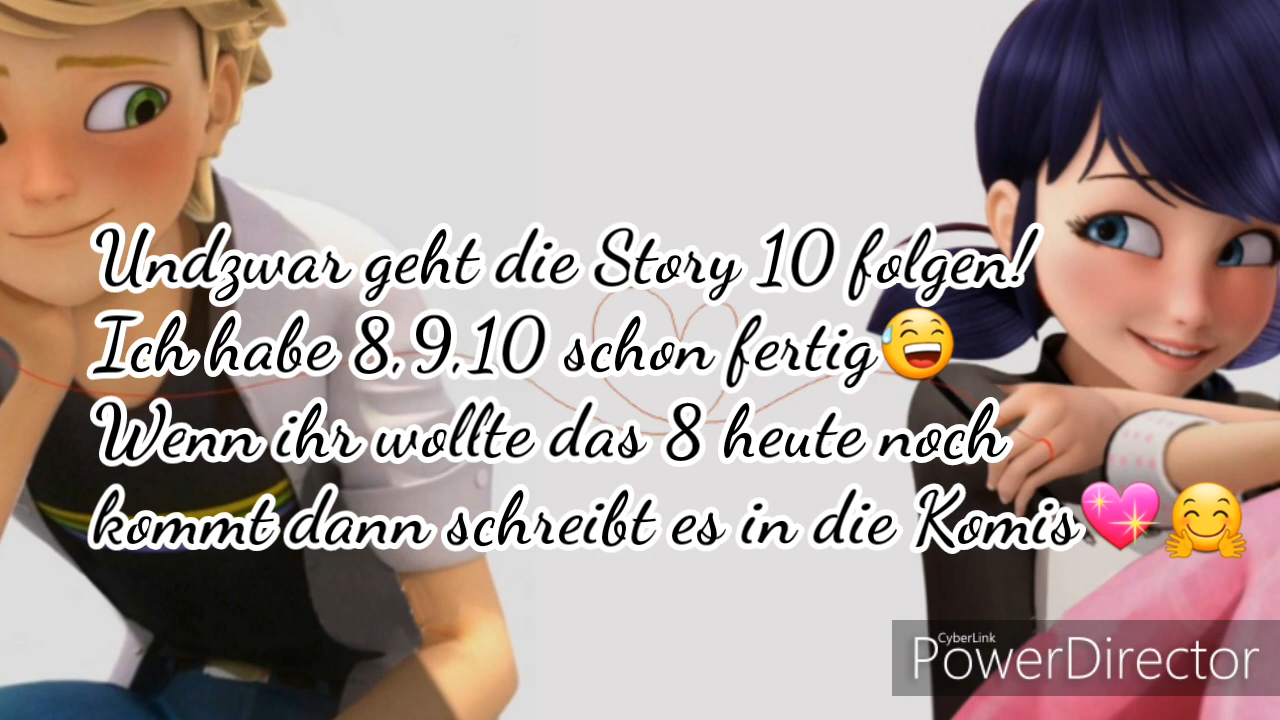 Undzwar geht die Story 10 folgen!
Ich habe 8,9,10 schon fertig😅
Wenn ihr wollte das 8 heute noch
kommt dann schreibt es in die Komis💖🤗
CyberLink
PowerDirector